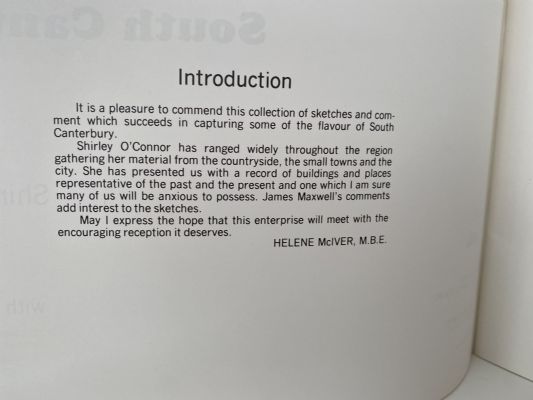 Introduction
It is a pleasure to commend this collection of sketches and com-
ment which succeeds in capturing some of the flavour of South
Canterbury.
Shirley O'Connor has ranged widely throughout the region
gathering her material from the countryside, the small towns and the
city. She has presented us with a record of buildings and places
representative of the past and the present and one which I am sure
many of us will be anxious to possess. James Maxwell's comments
add interest to the sketches.
May I express the hope that this enterprise will meet with the
encouraging reception it deserves.
HELENE McIVER, M.B.E.